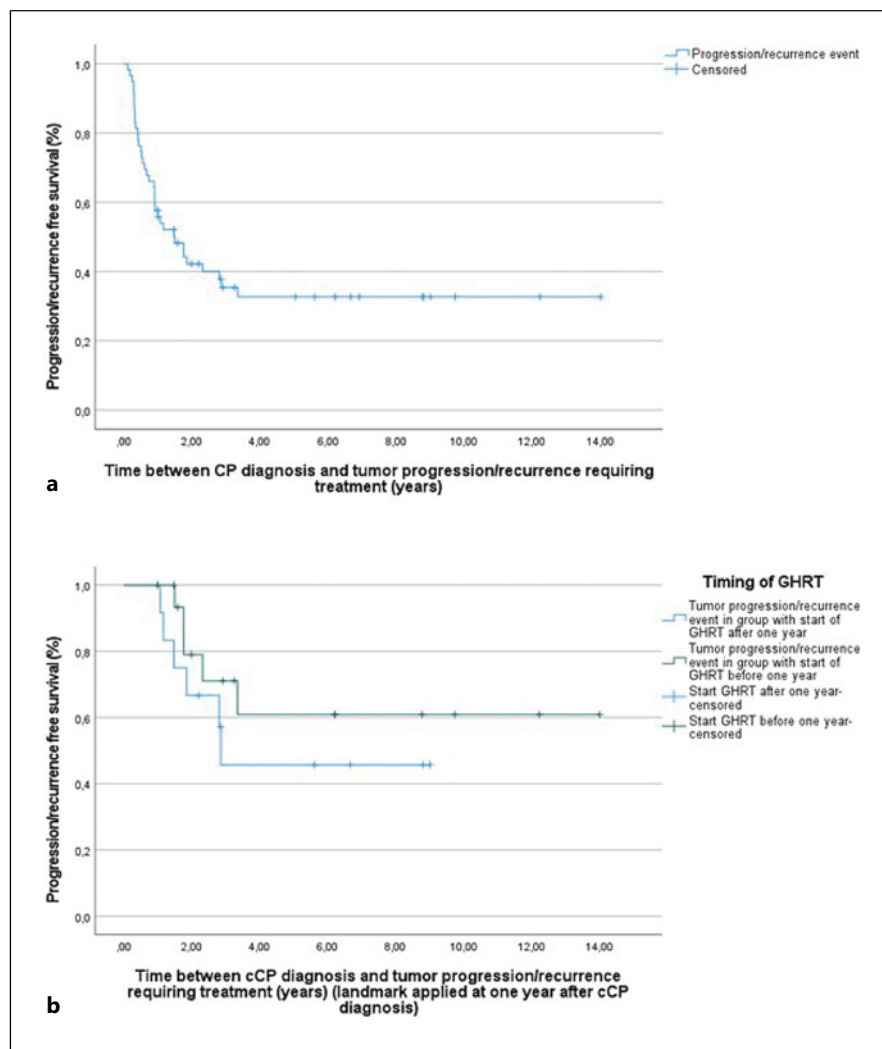 Progression/recurrence event
Censored
Progression/recurrence free survival (%)
1,0
0,8
0,6
0,4
0,2
0,0
,00 2,00 4,00 6,00 8,00 10,00 12,00 14,00
Time between CP diagnosis and tumor progression/recurrence requiring
treatment (years)
a
Timing of GHRT
Tumor progression/recurrence
event in group with start of
GHRT after one year
Tumor progression/recurrence
event in group with start of
GHRT before one year
Start GHRT after one year-
censored
Start GHRT before one year-
censored
Progression/recurrence free survival (%)
1,0
0,8
0,6
0,4
0,2
0,0
,00 2,00 4,00 6,00 8,00 10,00 12,00 14,00
Time between cCP diagnosis and tumor progression/recurrence
requiring treatment (years) (landmark applied at one year after cCP
diagnosis)
b